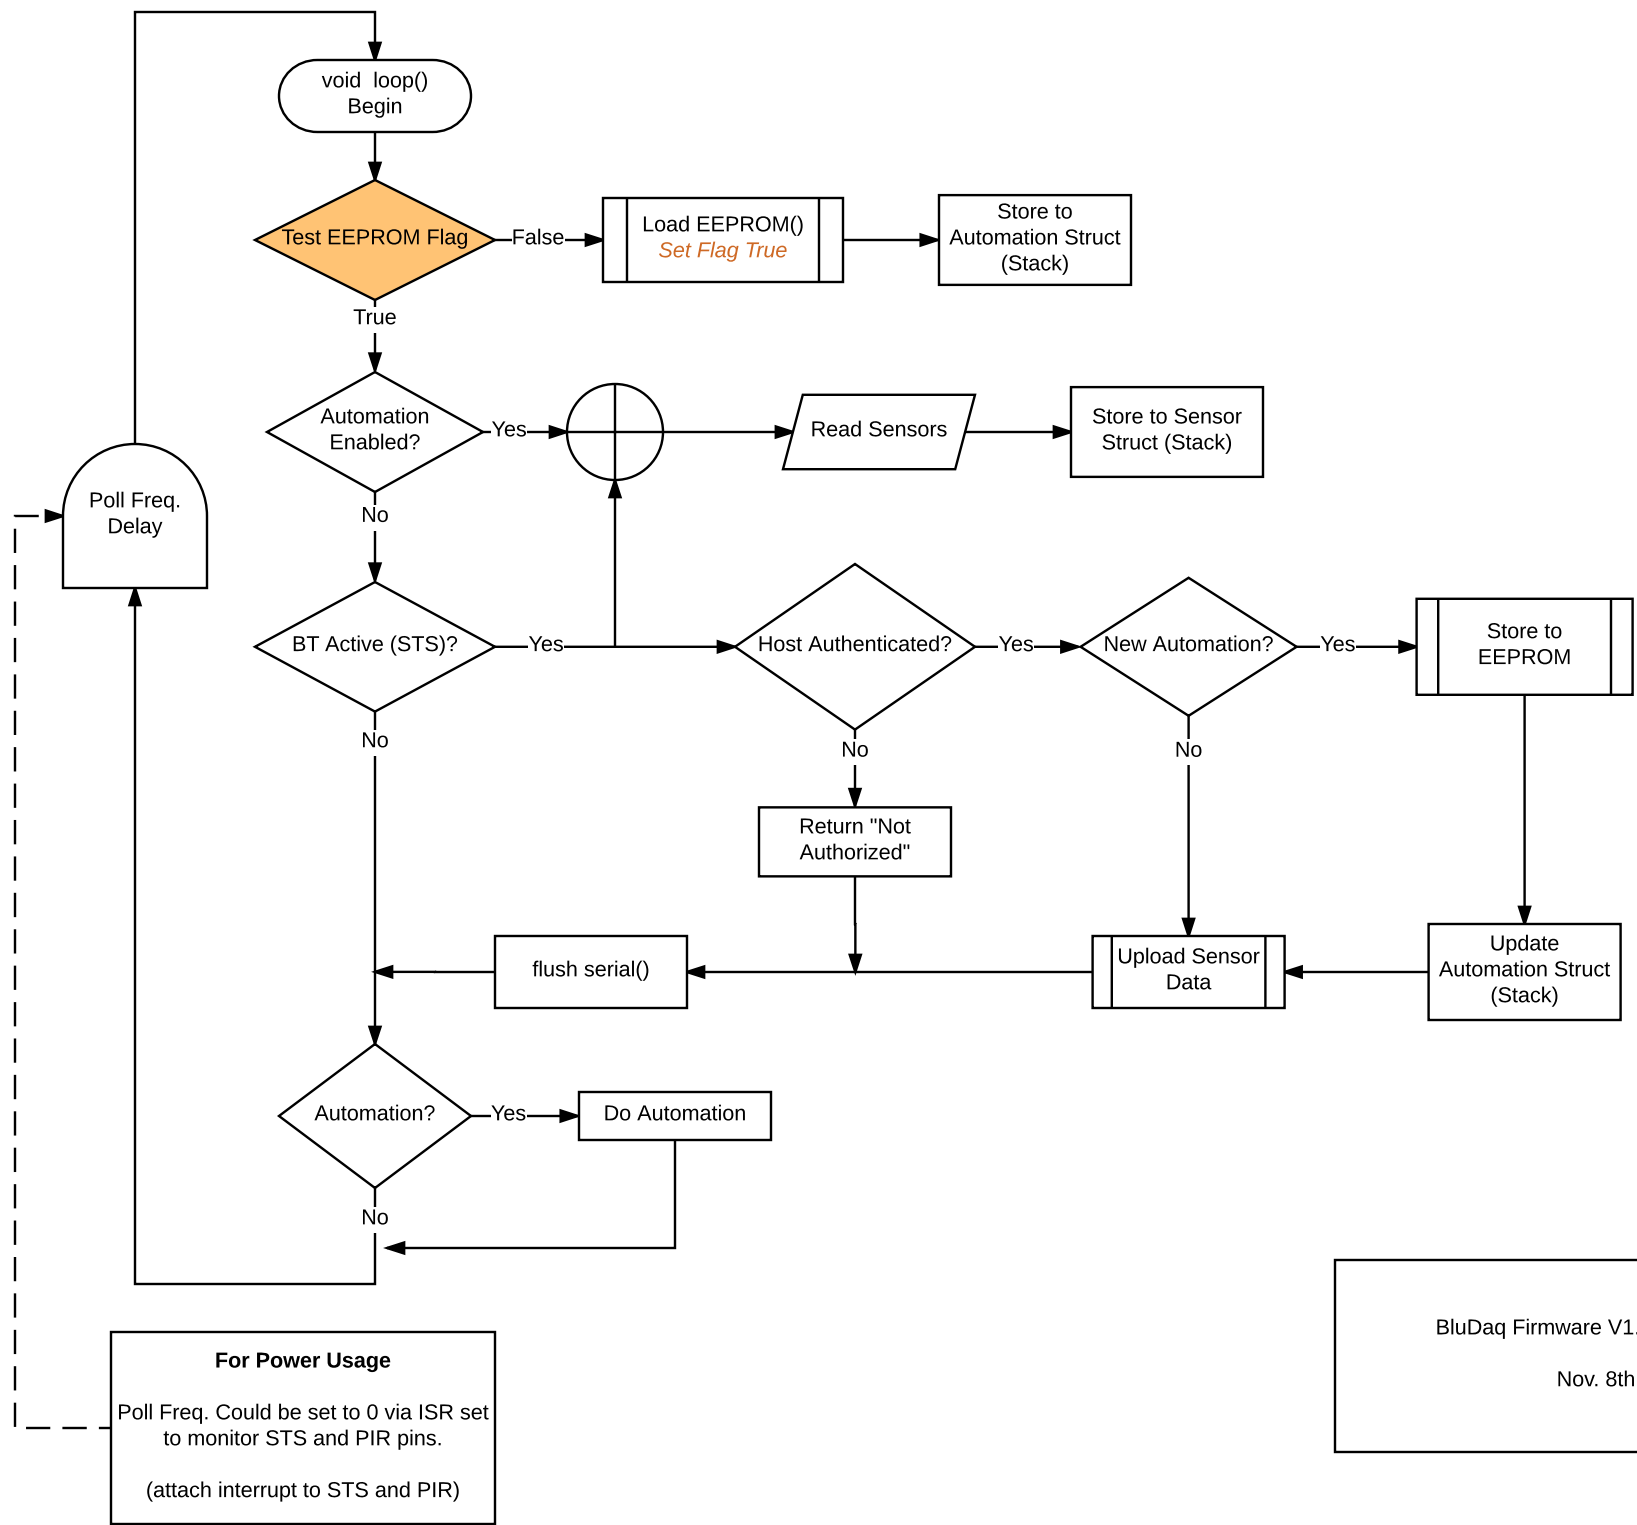 void  loop()
Begin
Test EEPROM Flag
False
Load EEPROM()
Set Flag True
Store to
Automation Struct
(Stack)
True
Automation
Enabled?
Yes
Read Sensors
Store to Sensor
Struct (Stack)
No
Poll Freq.
Delay
BT Active (STS)?
Yes
Host Authenticated?
Yes
New Automation?
Yes
Store to
EEPROM
No
No
No
Return "Not
Authorized"
flush serial()
Upload Sensor
Data
Update
Automation Struct
(Stack)
Automation?
Yes
Do Automation
No
For Power Usage
Poll Freq. Could be set to 0 via ISR set
to monitor STS and PIR pins.
(attach interrupt to STS and PIR)
BluDaq Firmware V1.
Nov. 8th